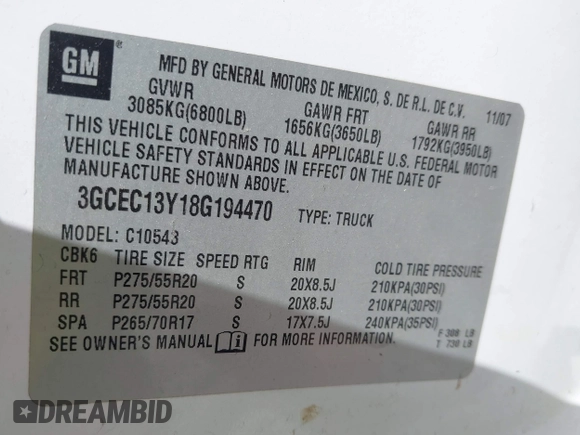 GM ®
MFD BY GENERAL MOTORS DE MEXICO, S. DE R.L. DE C.V. 11/07
GVWR GAWR FRT GAWR RR
3085KG(6800LB) 1656KG(3650LB) 1792KG(3950LB)
THIS VEHICLE CONFORMS TO ALL APPLICABLE U.S. FEDERAL MOTOR
VEHICLE SAFETY STANDARDS IN EFFECT ON THE DATE OF
MANUFACTURE SHOWN ABOVE.
3GCEC13Y18G194470 TYPE: TRUCK
MODEL: C10543
CBK6 TIRE SIZE SPEED RTG RIM COLD TIRE PRESSURE
FRT P275/55R20 S 20X8.5J 210KPA(30PSI)
RR P275/55R20 S 20X8.5J 210KPA(30PSI)
SPA P265/70R17 S 17X7.5J 240KPA(35PSI)
SEE OWNER'S MANUAL i FOR MORE INFORMATION. F 388 LB
T 730 LB
DREAMBID